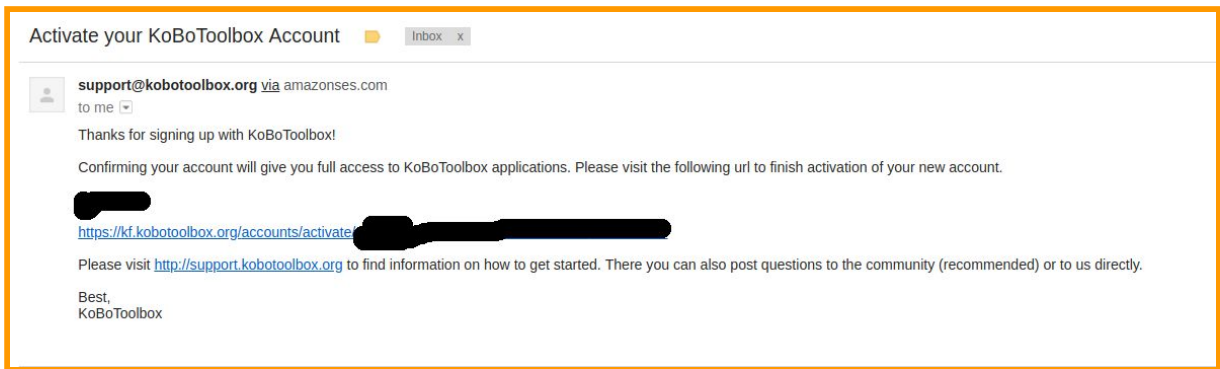 Activate your KoBoToolbox Account Inbox x
support@kobotoolbox.org via amazonses.com
to me
Thanks for signing up with KoBoToolbox!
Confirming your account will give you full access to KoBoToolbox applications. Please visit the following url to finish activation of your new account.
https://kf.kobotoolbox.org/accounts/activate/
Please visit http://support.kobotoolbox.org to find information on how to get started. There you can also post questions to the community (recommended) or to us directly.
Best,
KoBoToolbox